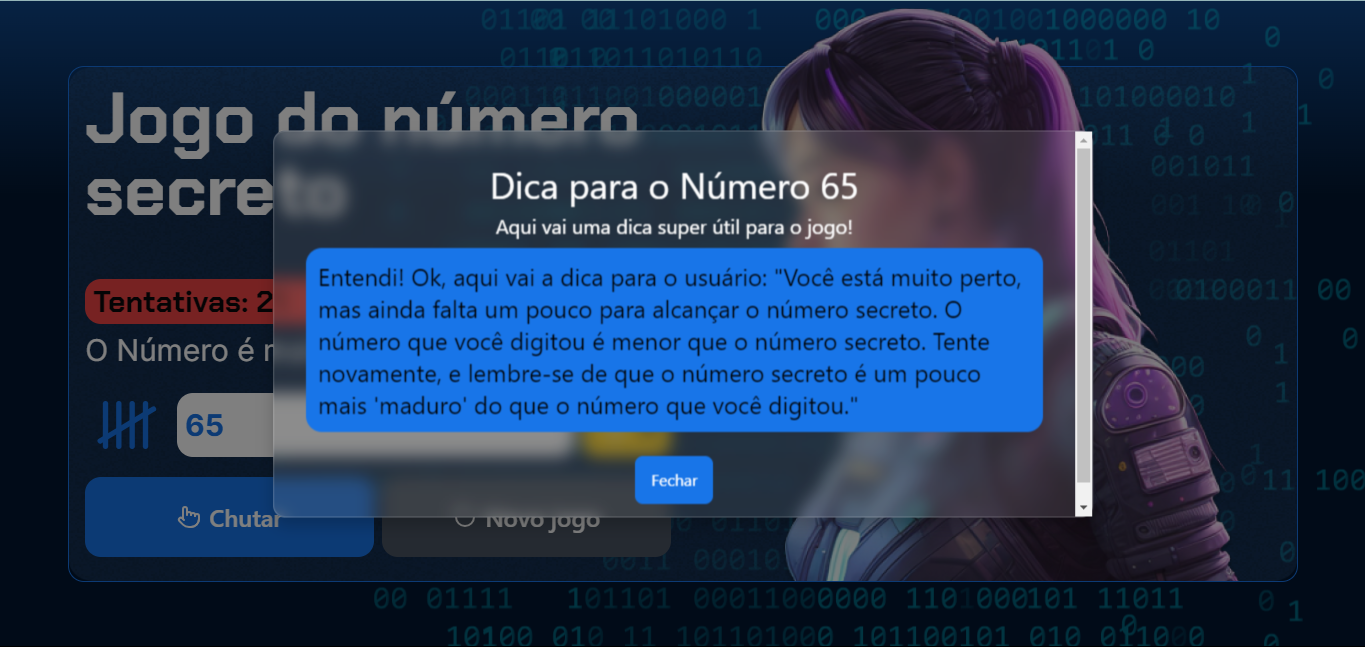 Jogo do número
secreto
Dica para o Número 65
Aqui vai uma dica super útil para o jogo!
Entendi! Ok, aqui vai a dica para o usuário: "Você está muito perto,
mas ainda falta um pouco para alcançar o número secreto. O
número que você digitou é menor que o número secreto. Tente
novamente, e lembre-se de que o número secreto é um pouco
mais 'maduro' do que o número que você digitou."
Fechar
Tentativas: 2
O Número é
65
Chutar
Novo jogo